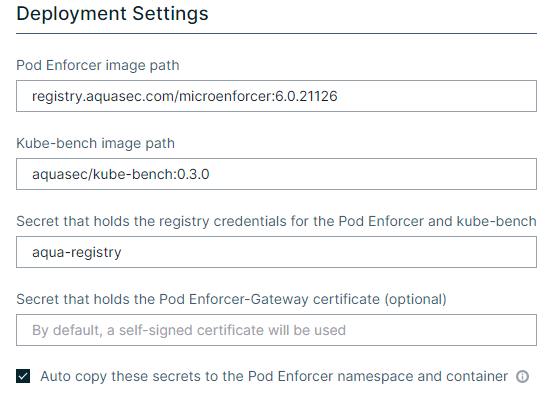 Deployment Settings
Pod Enforcer image path
registry.aquasec.com/microenforcer:6.0.21126
Kube-bench image path
aquasec/kube-bench:0.3.0
Secret that holds the registry credentials for the Pod Enforcer and kube-bench
aqua-registry
Secret that holds the Pod Enforcer-Gateway certificate (optional)
By default, a self-signed certificate will be used
Auto copy these secrets to the Pod Enforcer namespace and container